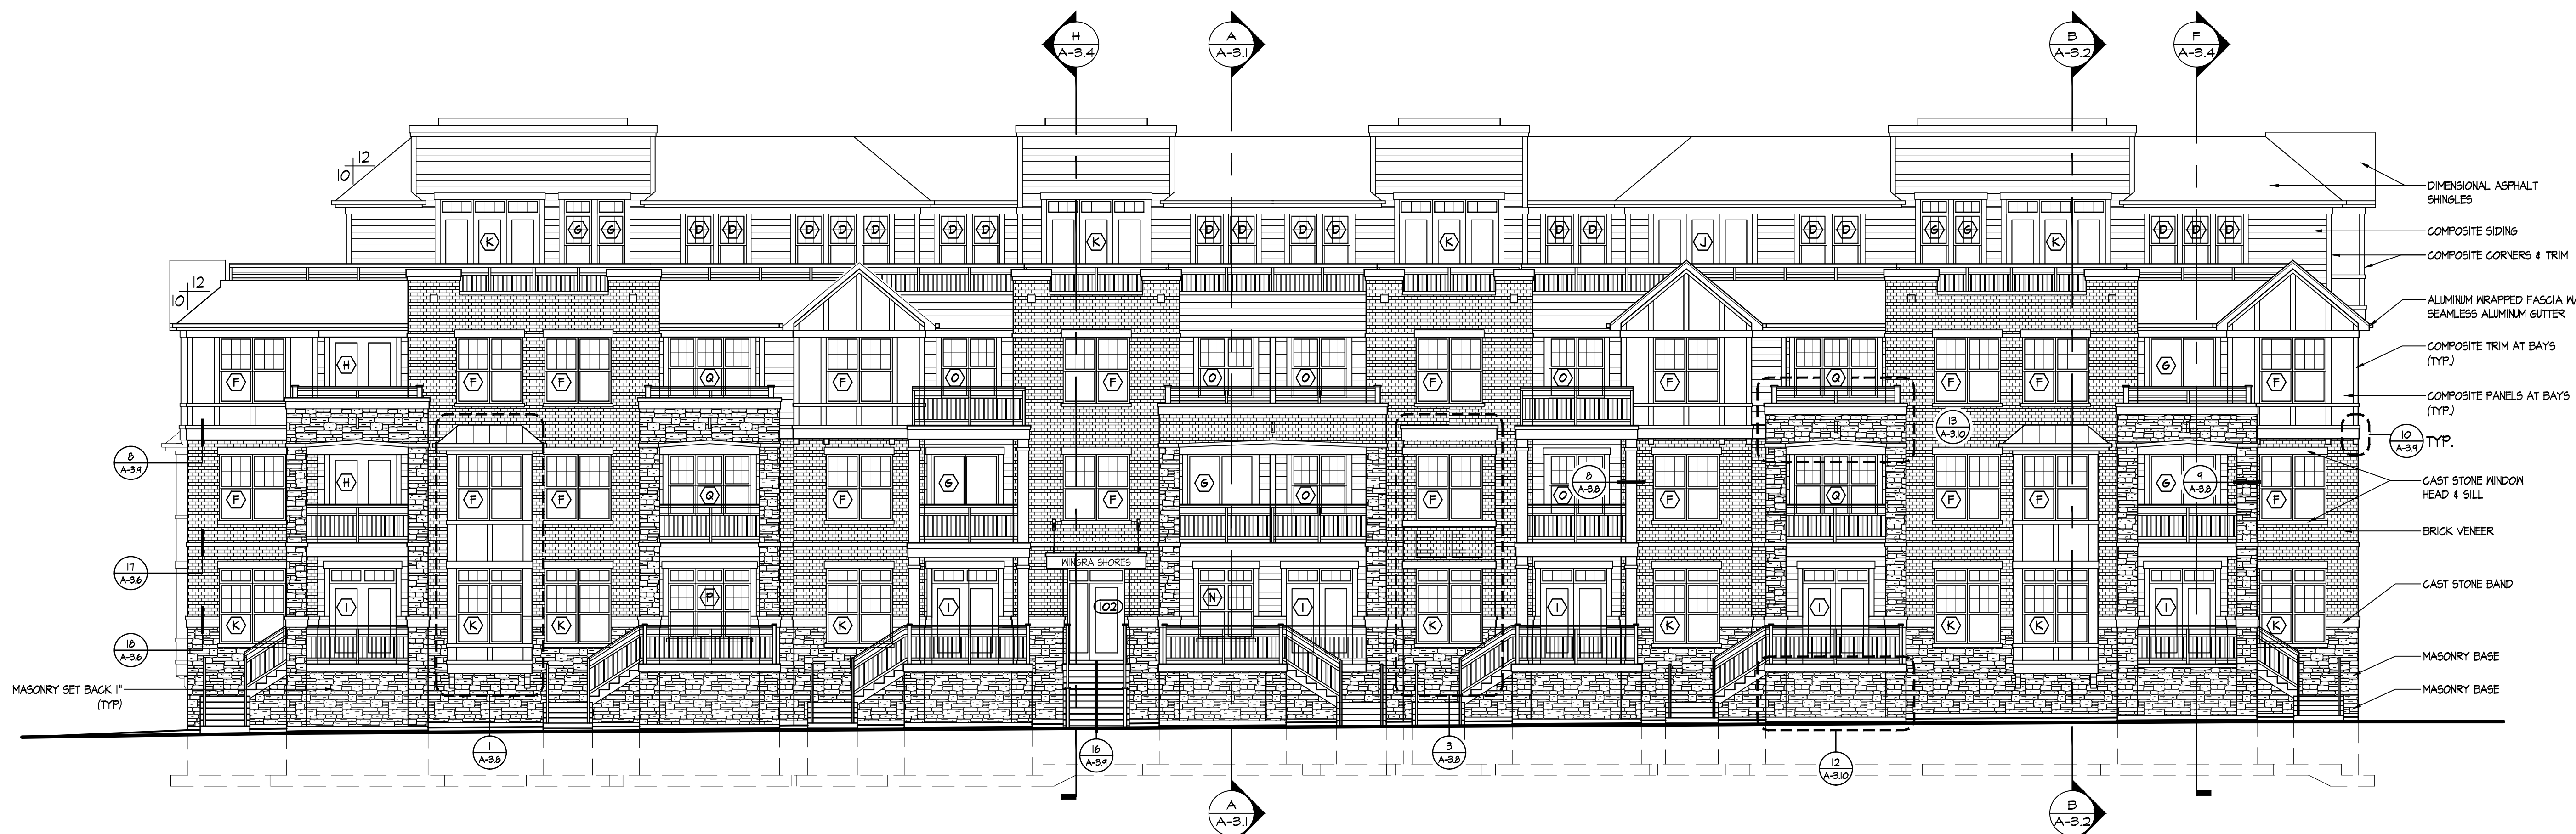 H
A-3.4
A
A-3.1
B
A-3.2
F
A-3.4
12
10
DIMENSIONAL ASPHALT
SHINGLES
K G G D D D D D D D K D D D D K D D J D D G G K D D D
COMPOSITE SIDING
COMPOSITE CORNERS & TRIM
12
10
ALUMINUM WRAPPED FASCIA W/
SEAMLESS ALUMINUM GUTTER
COMPOSITE TRIM AT BAYS
(TYP.)
F H F F Q F O F O O F O F Q F F G F
COMPOSITE PANELS AT BAYS
(TYP.)
13
A-3.10
10
A-3.9
TYP.
8
A-3.9
F H F F Q F G F G O F O
8
A-3.8
F Q F F G
9
A-3.8
F
CAST STONE WINDOW
HEAD & SILL
BRICK VENEER
WINGRA SHORES
17
A-3.6
CAST STONE BAND
K I K K P K I 102 N I K I K I K K I K
18
A-3.6
MASONRY BASE
MASONRY SET BACK 1"
(TYP)
MASONRY BASE
1
A-3.8
16
A-3.9
3
A-3.8
12
A-3.10
A
A-3.1
B
A-3.2